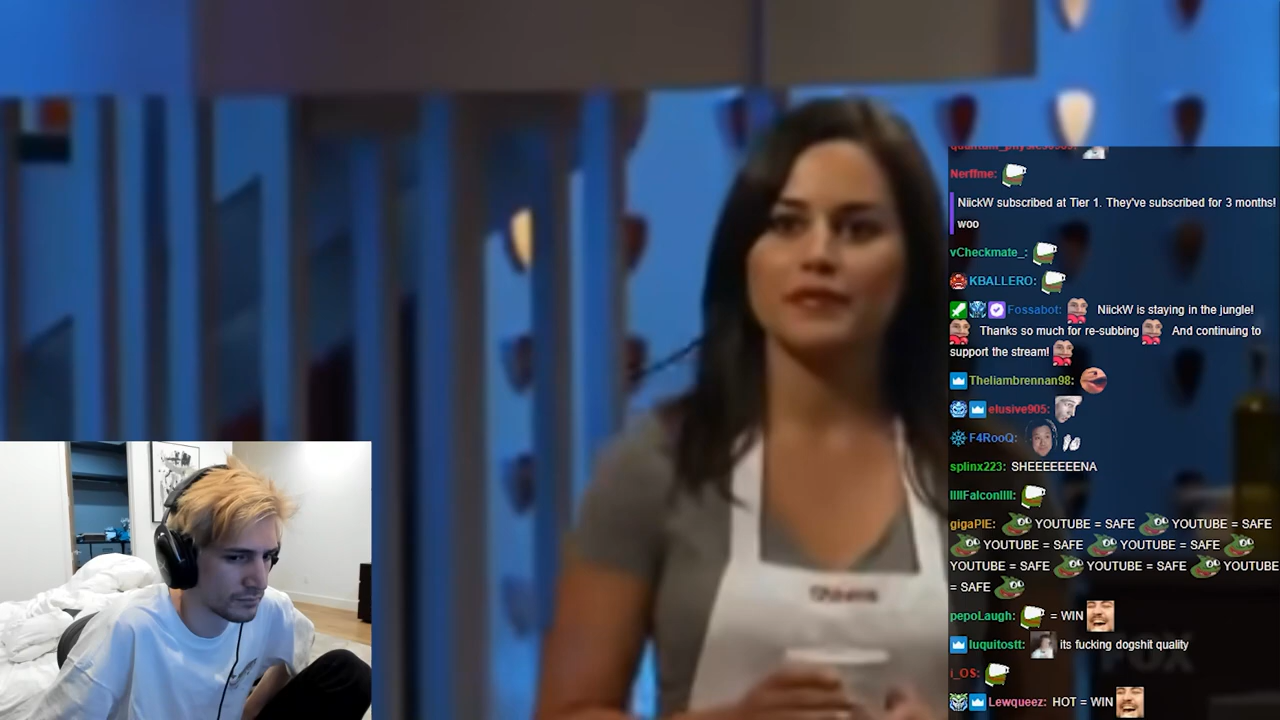 Nerffme:
NiickW subscribed at Tier 1. They've subscribed for 3 months!
woo
vCheckmate_:
KBALLERO:
Fossabot: NiickW is staying in the jungle!
Thanks so much for re-subbing And continuing to
support the stream!
Theliambrennan98:
elusive905:
F4RooQ:
splinx223: SHEEEEEEENA
IIIIFalconIIII:
gigaPIE: YOUTUBE = SAFE YOUTUBE = SAFE
YOUTUBE = SAFE YOUTUBE = SAFE
YOUTUBE = SAFE YOUTUBE = SAFE YOUTUBE
= SAFE
pepoLaugh: = WIN
luquitostt: its fucking dogshit quality
FOX
i_OS:
Lewqueez: HOT = WIN